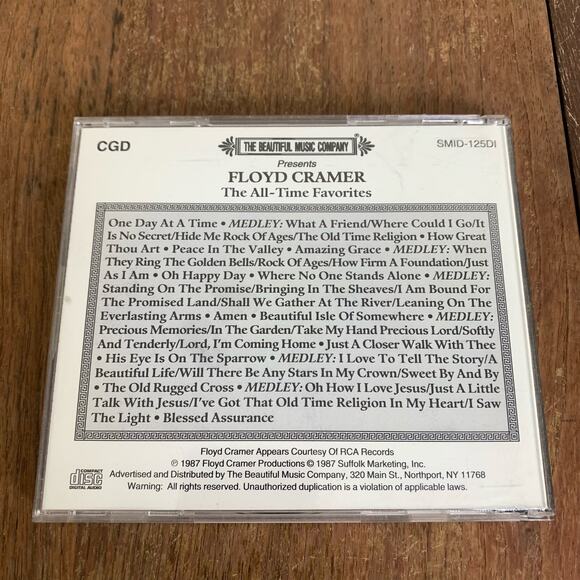 CGD
THE BEAUTIFUL MUSIC COMPANY®
SMID-125DI
Presents
FLOYD CRAMER
The All-Time Favorites
One Day At A Time • MEDLEY: What A Friend/Where Could I Go/It
Is No Secret/Hide Me Rock Of Ages/The Old Time Religion • How Great
Thou Art • Peace In The Valley • Amazing Grace • MEDLEY: When
They Ring The Golden Bells/Rock Of Ages/How Firm A Foundation/Just
As I Am • Oh Happy Day • Where No One Stands Alone • MEDLEY:
Standing On The Promise/Bringing In The Sheaves/I Am Bound For
The Promised Land/Shall We Gather At The River/Leaning On The
Everlasting Arms • Amen • Beautiful Isle Of Somewhere • MEDLEY:
Precious Memories/In The Garden/Take My Hand Precious Lord/Softly
And Tenderly/Lord, I'm Coming Home • Just A Closer Walk With Thee
• His Eye Is On The Sparrow • MEDLEY: I Love To Tell The Story/A
Beautiful Life/Will There Be Any Stars In My Crown/Sweet By And By
• The Old Rugged Cross • MEDLEY: Oh How I Love Jesus/Just A Little
Talk With Jesus/I've Got That Old Time Religion In My Heart/I Saw
The Light • Blessed Assurance
Floyd Cramer Appears Courtesy Of RCA Records
℗ 1987 Floyd Cramer Productions © 1987 Suffolk Marketing, Inc.
Advertised and Distributed by The Beautiful Music Company, 320 Main St., Northport, NY 11768
Warning: All rights reserved. Unauthorized duplication is a violation of applicable laws.
COMPACT
disc
DIGITAL AUDIO